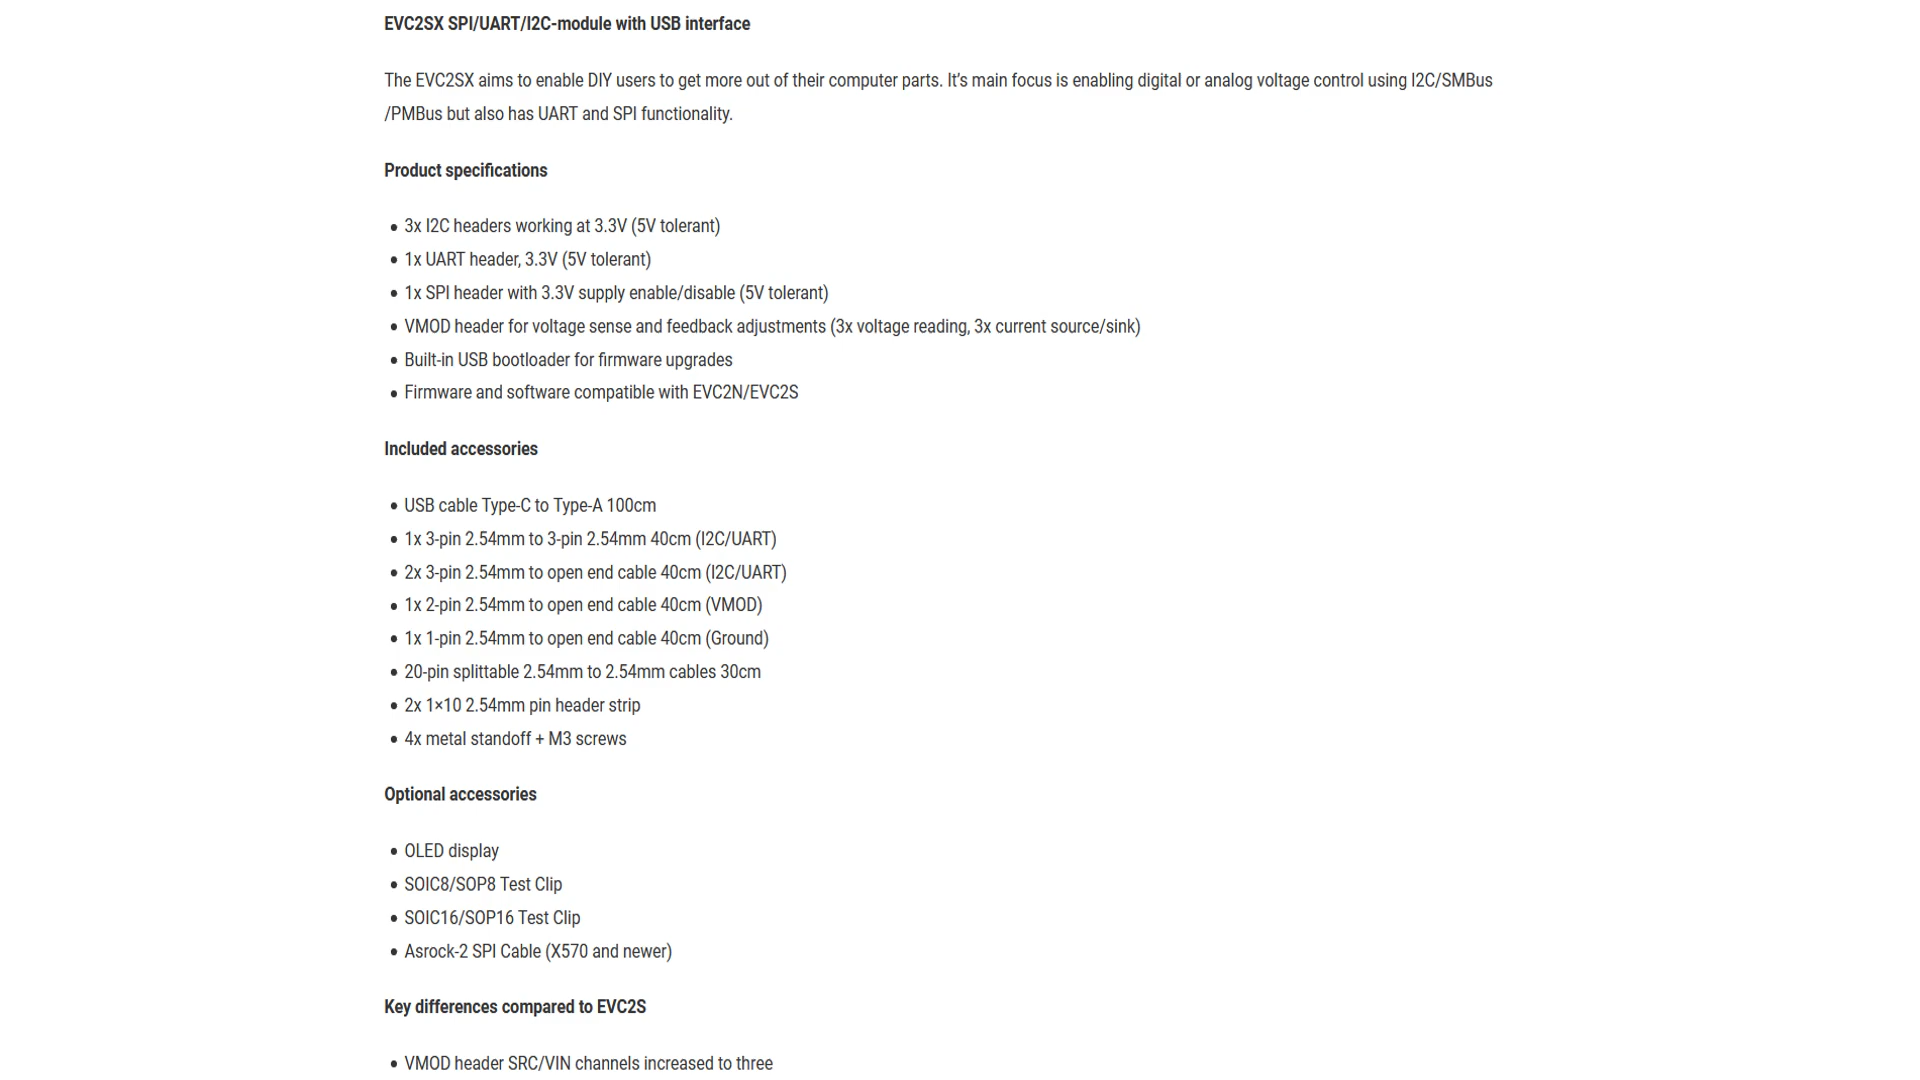 EVC2SX SPI/UART/I2C-module with USB interface
The EVC2SX aims to enable DIY users to get more out of their computer parts. It’s main focus is enabling digital or analog voltage control using I2C/SMBus
/PMBus but also has UART and SPI functionality.
Product specifications
• 3x I2C headers working at 3.3V (5V tolerant)
• 1x UART header, 3.3V (5V tolerant)
• 1x SPI header with 3.3V supply enable/disable (5V tolerant)
• VMOD header for voltage sense and feedback adjustments (3x voltage reading, 3x current source/sink)
• Built-in USB bootloader for firmware upgrades
• Firmware and software compatible with EVC2N/EVC2S
Included accessories
• USB cable Type-C to Type-A 100cm
• 1x 3-pin 2.54mm to 3-pin 2.54mm 40cm (I2C/UART)
• 2x 3-pin 2.54mm to open end cable 40cm (I2C/UART)
• 1x 2-pin 2.54mm to open end cable 40cm (VMOD)
• 1x 1-pin 2.54mm to open end cable 40cm (Ground)
• 20-pin splittable 2.54mm to 2.54mm cables 30cm
• 2x 1×10 2.54mm pin header strip
• 4x metal standoff + M3 screws
Optional accessories
• OLED display
• SOIC8/SOP8 Test Clip
• SOIC16/SOP16 Test Clip
• Asrock-2 SPI Cable (X570 and newer)
Key differences compared to EVC2S
• VMOD header SRC/VIN channels increased to three